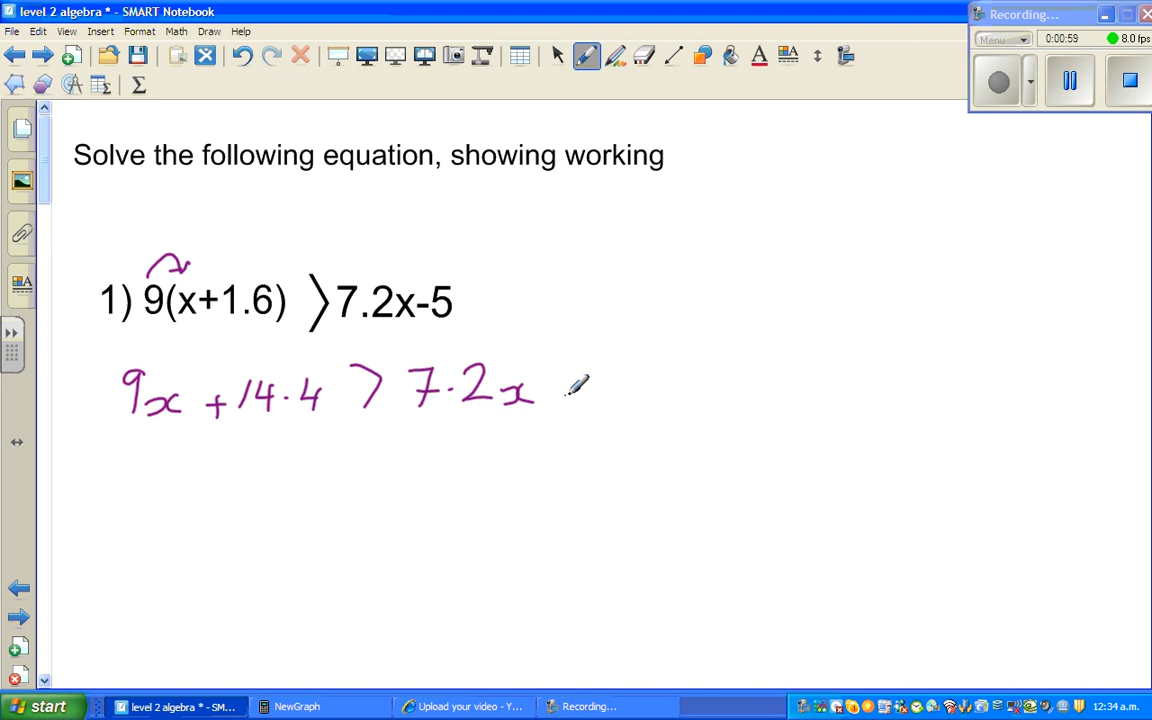 level 2 algebra * - SMART Notebook
Recording...
File Edit View Insert Format Math Draw Help
Menu
0:00:59
8.0 fps
Solve the following equation, showing working
1) 9(x+1.6) >7.2x-5
9x +14.4 > 7.2x
start
level 2 algebra * - SM...
NewGraph
Upload your video - Y...
Recording...
12:34 a.m.